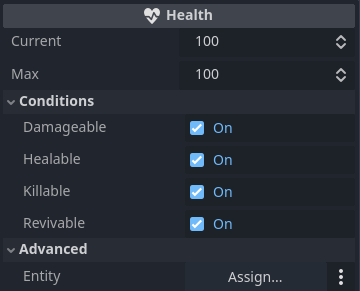 Health
Current 100
Max 100
Conditions
Damageable On
Healable On
Killable On
Revivable On
Advanced
Entity Assign...